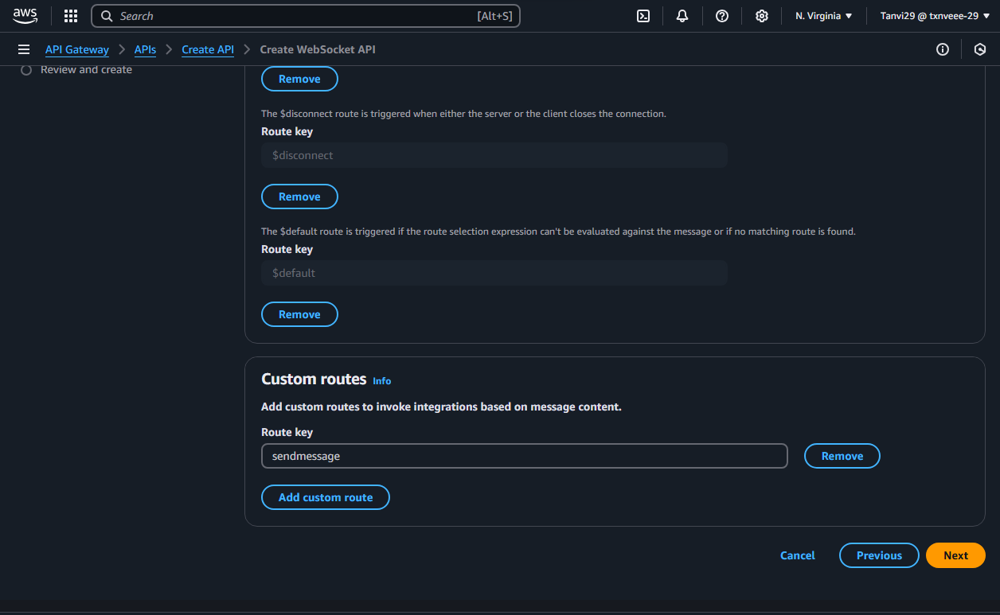 aws Search [Alt+S] N. Virginia Tanvi29 @ txnveee-29
API Gateway APIs Create API Create WebSocket API
Review and create
Remove
The $disconnect route is triggered when either the server or the client closes the connection.
Route key
$disconnect
Remove
The $default route is triggered if the route selection expression can't be evaluated against the message or if no matching route is found.
Route key
$default
Remove
Custom routes Info
Add custom routes to invoke integrations based on message content.
Route key
sendmessage Remove
Add custom route
Cancel Previous Next